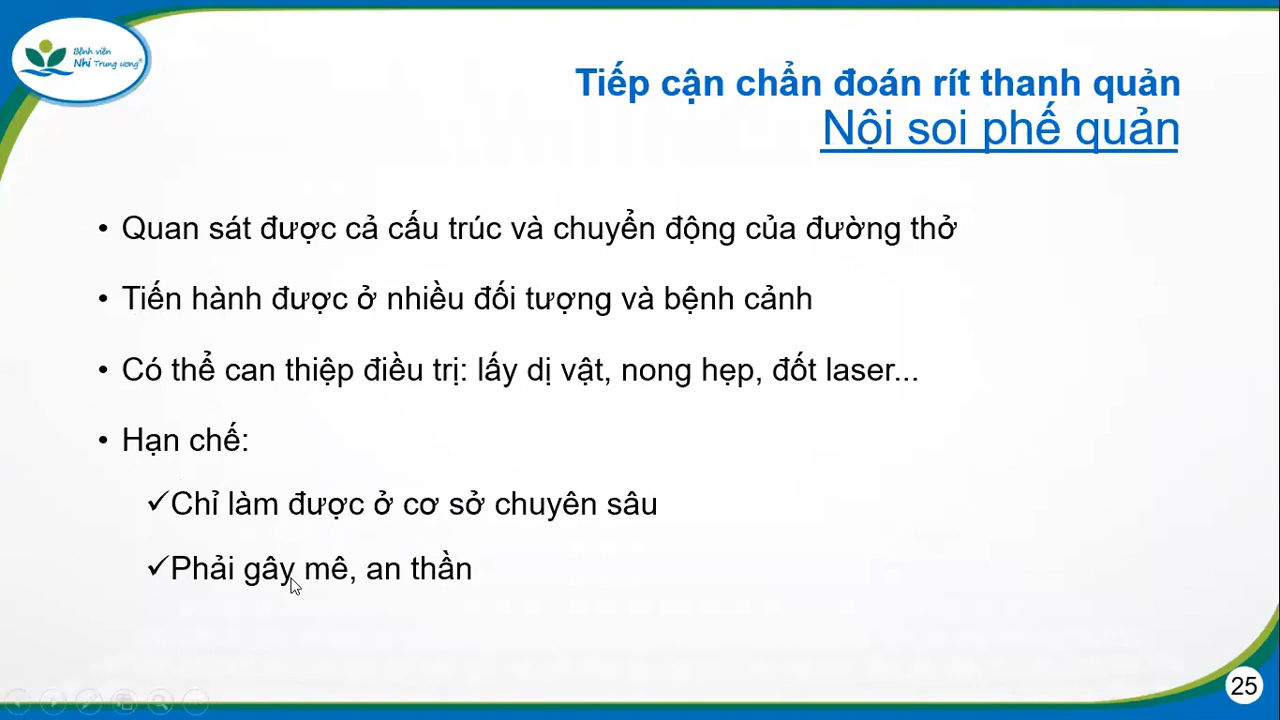 Bệnh viện
Nhi Trung ương®
Tiếp cận chẩn đoán rít thanh quản
Nội soi phế quản
• Quan sát được cả cấu trúc và chuyển động của đường thở
• Tiến hành được ở nhiều đối tượng và bệnh cảnh
• Có thể can thiệp điều trị: lấy dị vật, nong hẹp, đốt laser...
• Hạn chế:
✓Chỉ làm được ở cơ sở chuyên sâu
✓Phải gây mê, an thần
25